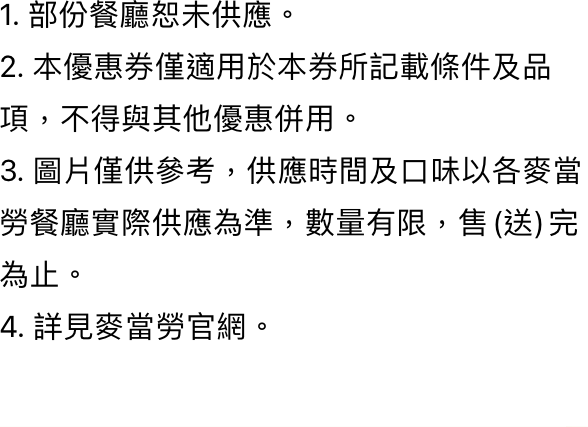 1. 部份餐廳恕未供應。
2. 本優惠券僅適用於本券所記載條件及品
項，不得與其他優惠併用。
3. 圖片僅供參考，供應時間及口味以各麥當
勞餐廳實際供應為準，數量有限，售(送)完
為止。
4. 詳見麥當勞官網。